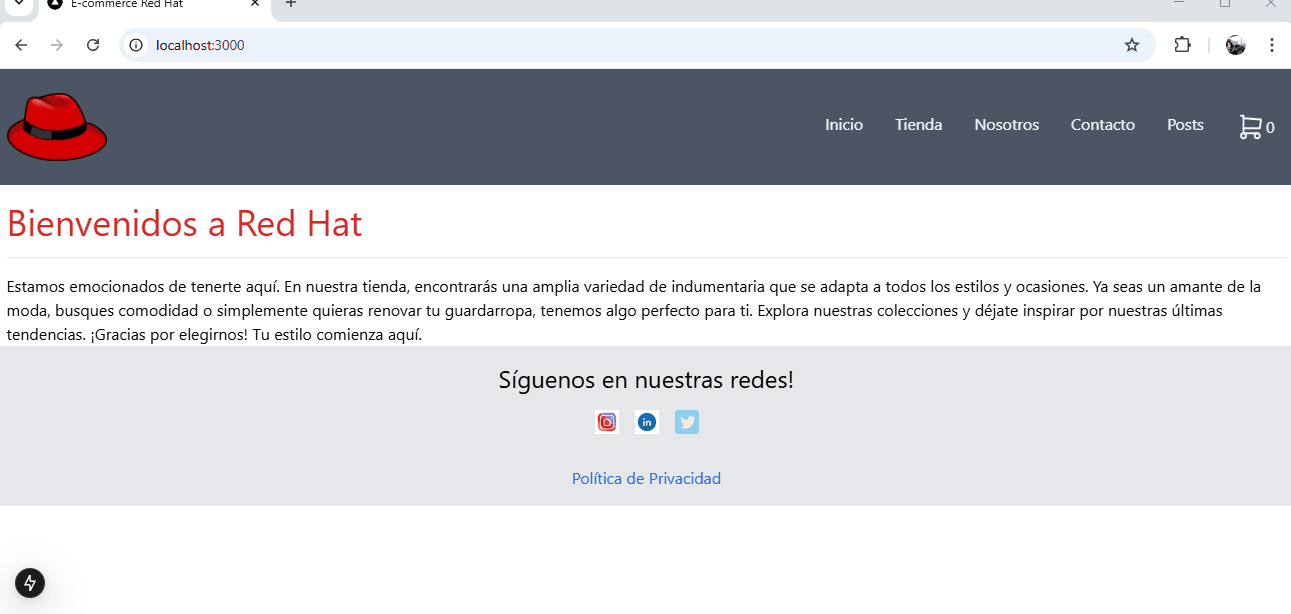 E-commerce Red Hat
localhost:3000
Inicio Tienda Nosotros Contacto Posts 0
Bienvenidos a Red Hat
Estamos emocionados de tenerte aquí. En nuestra tienda, encontrarás una amplia variedad de indumentaria que se adapta a todos los estilos y ocasiones. Ya seas un amante de la
moda, busques comodidad o simplemente quieras renovar tu guardarropa, tenemos algo perfecto para ti. Explora nuestras colecciones y déjate inspirar por nuestras últimas
tendencias. ¡Gracias por elegirnos! Tu estilo comienza aquí.
Síguenos en nuestras redes!
in
Política de Privacidad